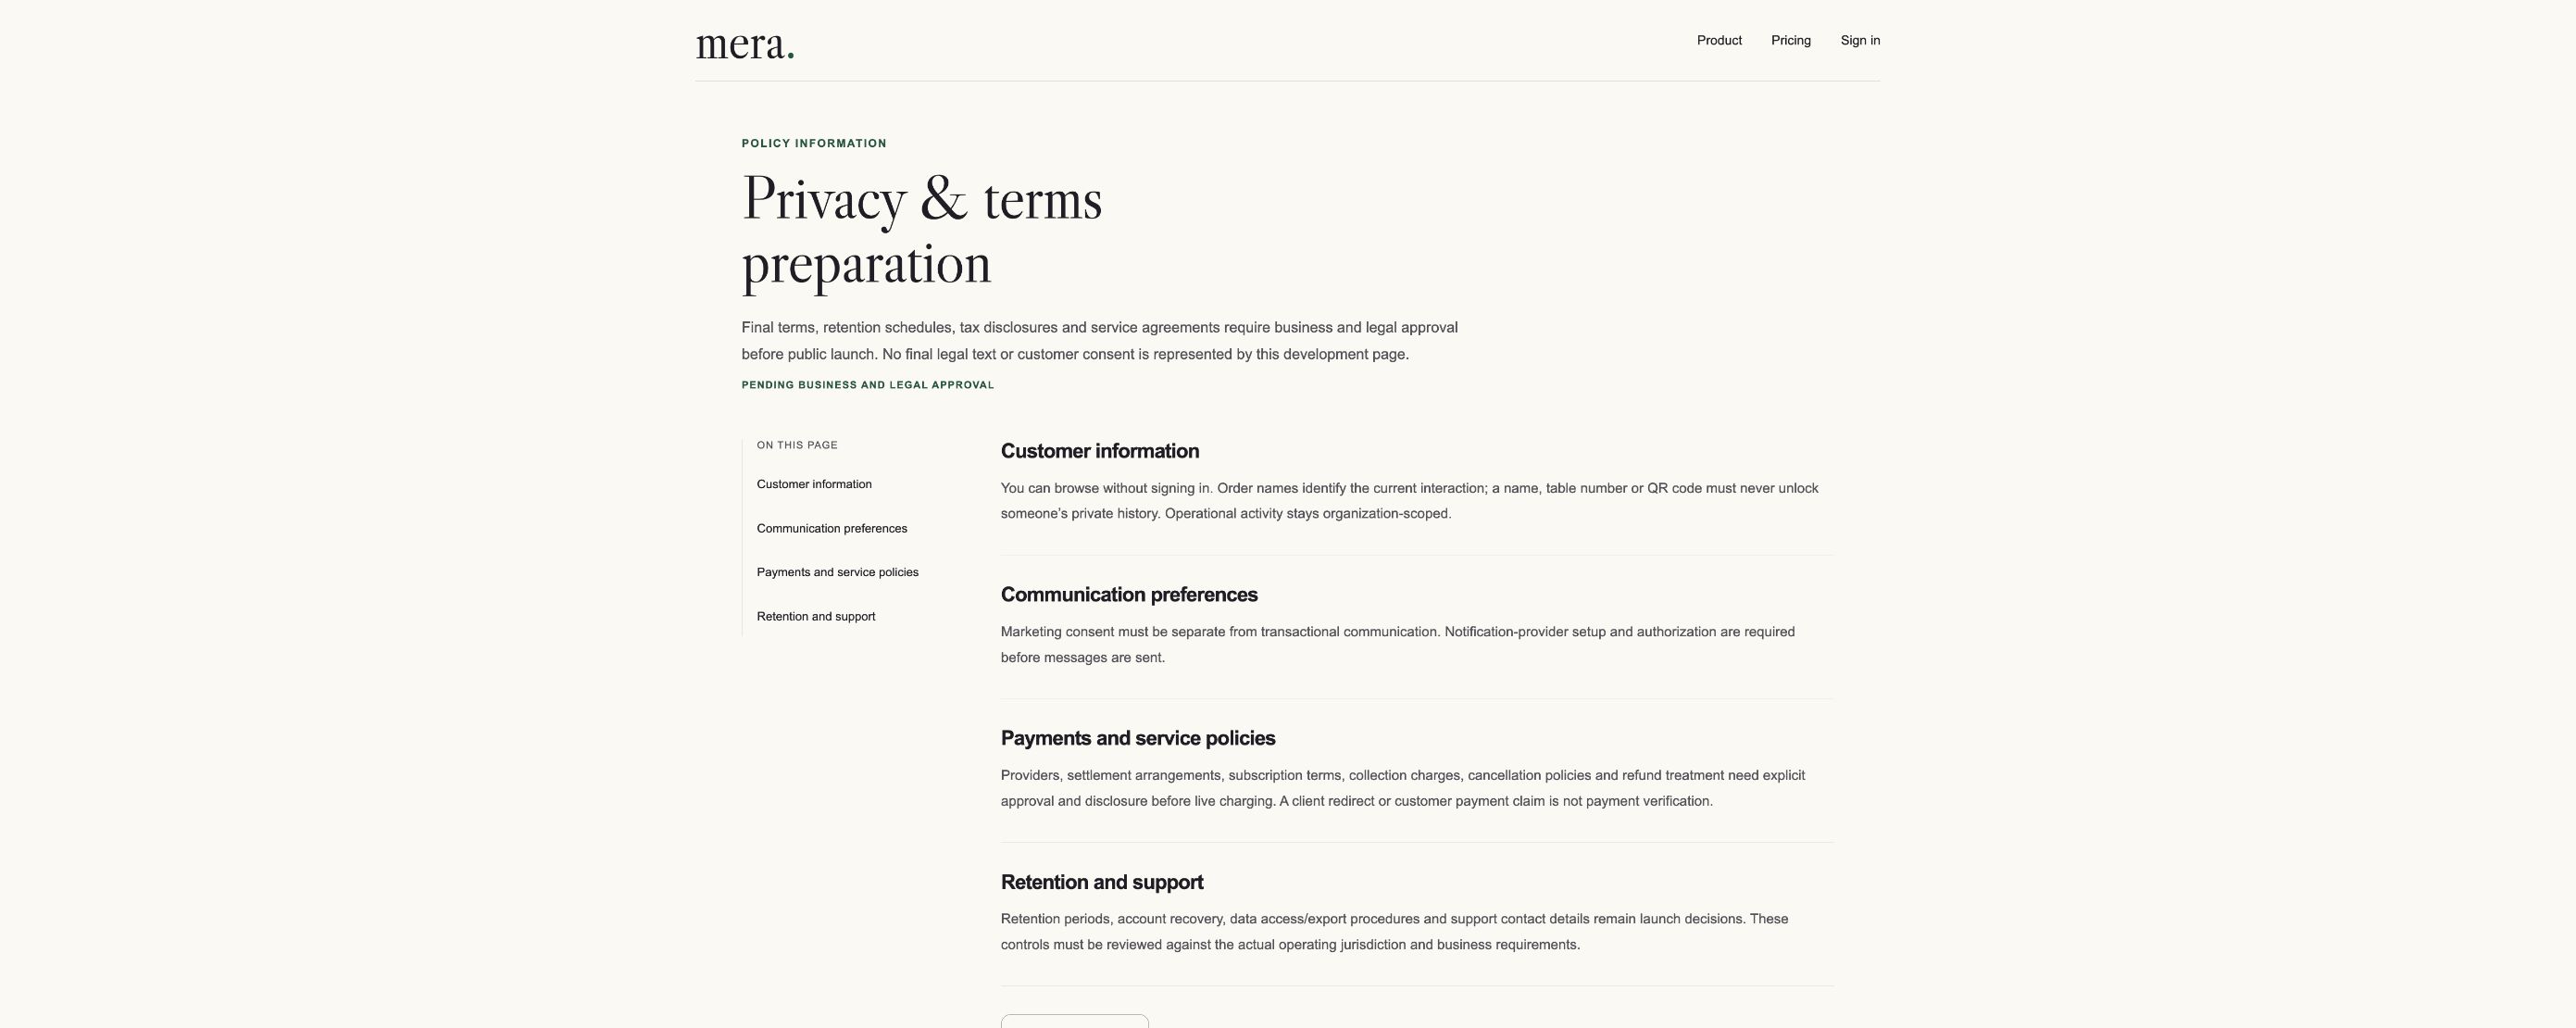 mera.
Product Pricing Sign in
POLICY INFORMATION
Privacy & terms
preparation
Final terms, retention schedules, tax disclosures and service agreements require business and legal approval
before public launch. No final legal text or customer consent is represented by this development page.
PENDING BUSINESS AND LEGAL APPROVAL
ON THIS PAGE
Customer information
Communication preferences
Payments and service policies
Retention and support
Customer information
You can browse without signing in. Order names identify the current interaction; a name, table number or QR code must never unlock
someone’s private history. Operational activity stays organization-scoped.
Communication preferences
Marketing consent must be separate from transactional communication. Notification-provider setup and authorization are required
before messages are sent.
Payments and service policies
Providers, settlement arrangements, subscription terms, collection charges, cancellation policies and refund treatment need explicit
approval and disclosure before live charging. A client redirect or customer payment claim is not payment verification.
Retention and support
Retention periods, account recovery, data access/export procedures and support contact details remain launch decisions. These
controls must be reviewed against the actual operating jurisdiction and business requirements.